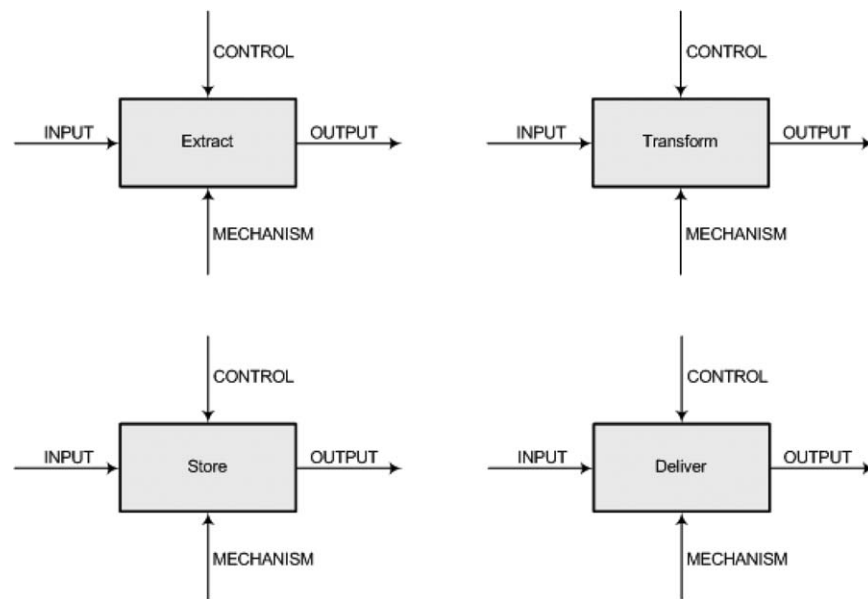 CONTROL
INPUT
Extract
OUTPUT
MECHANISM
CONTROL
INPUT
Transform
OUTPUT
MECHANISM
CONTROL
INPUT
Store
OUTPUT
MECHANISM
CONTROL
INPUT
Deliver
OUTPUT
MECHANISM